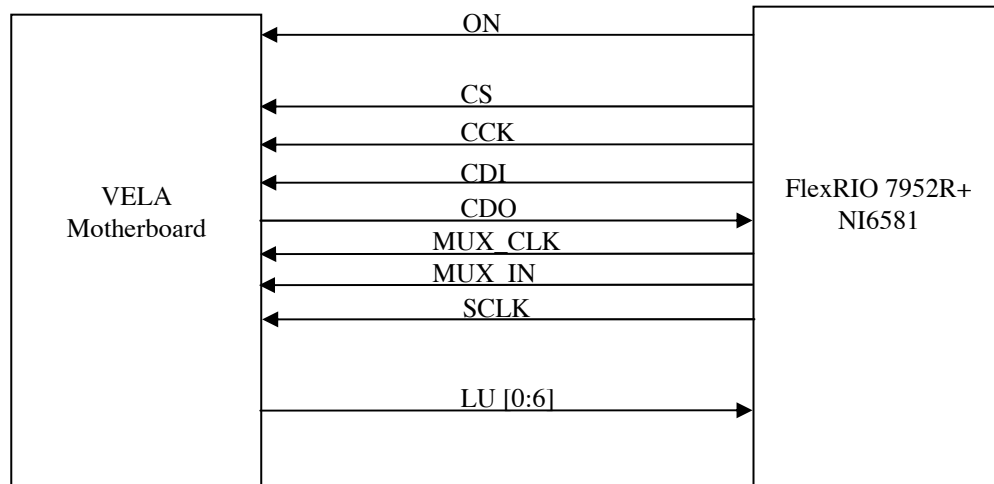 ON
CS
CCK
CDI
CDO
MUX_CLK
MUX_IN
SCLK
LU [0:6]
VELA
Motherboard
FlexRIO 7952R+
NI6581